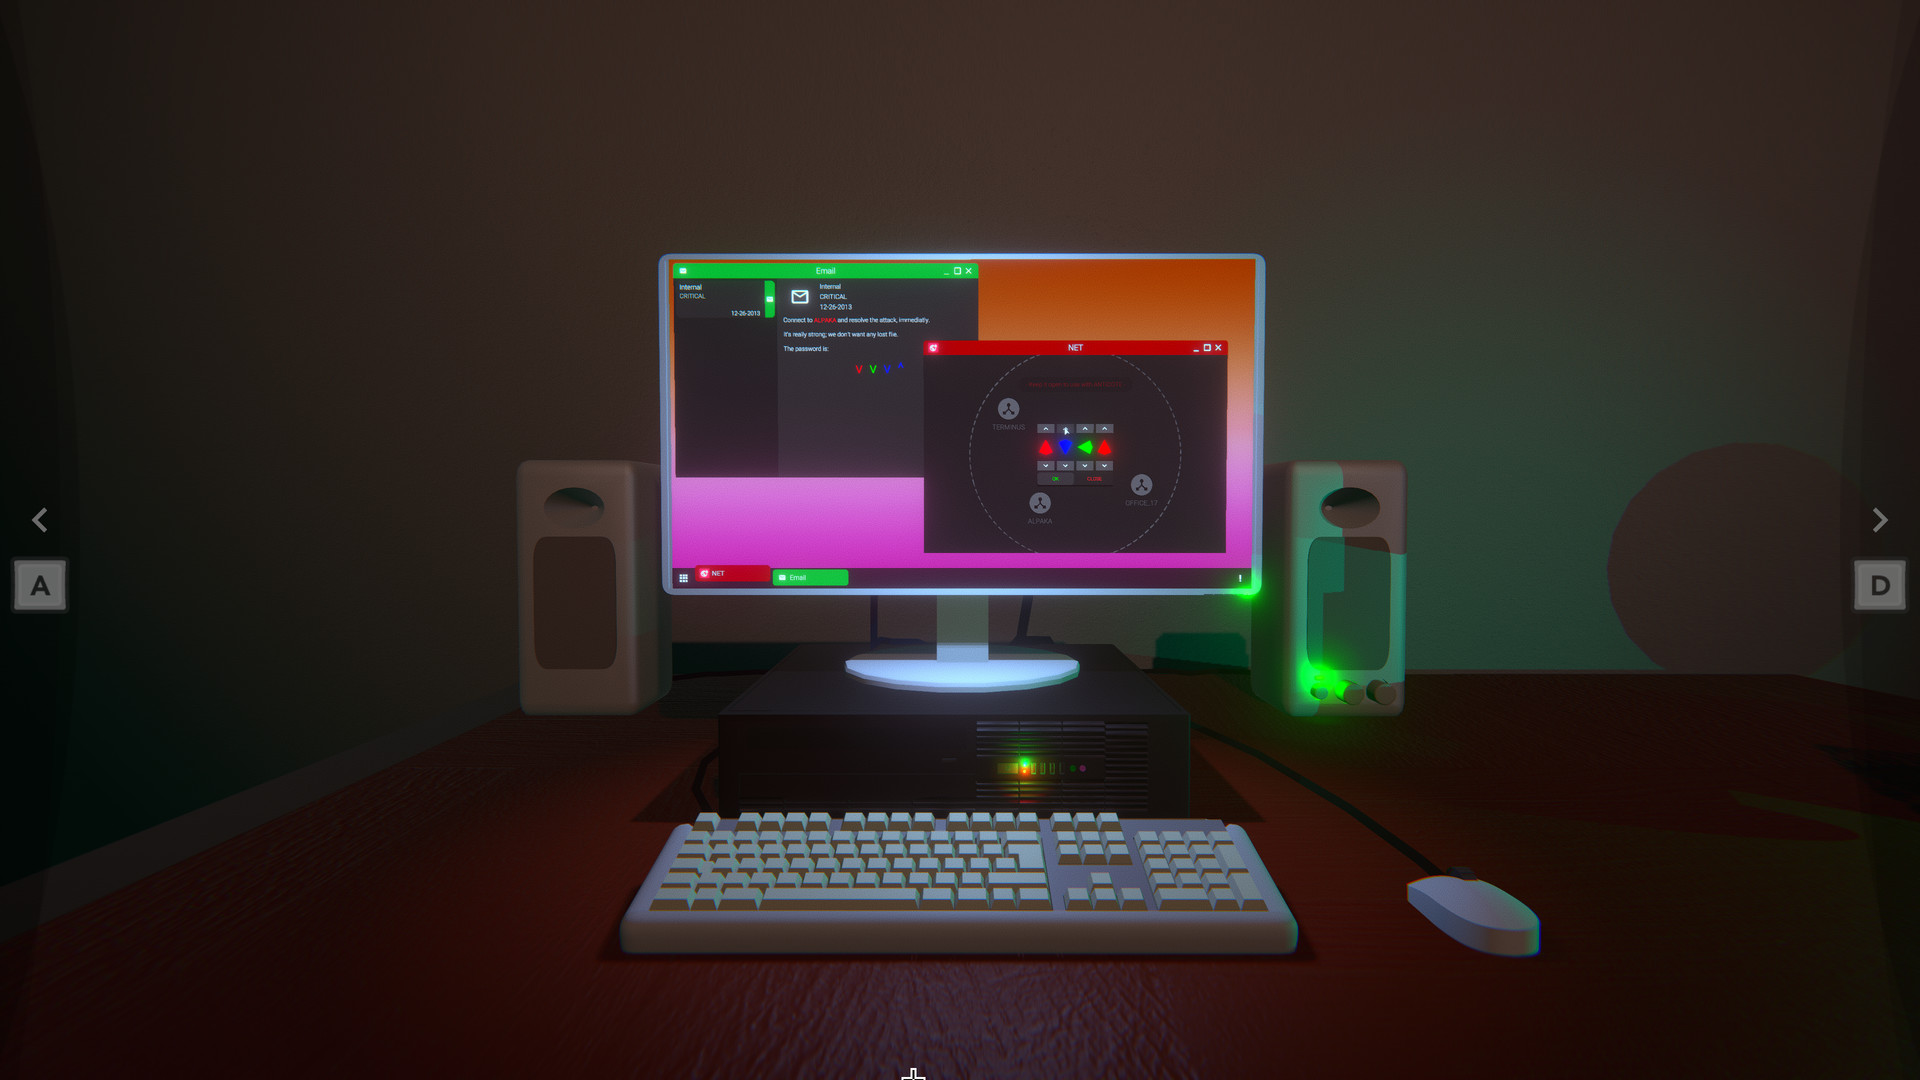 Email
Internal
CRITICAL
12-26-2013
Internal
CRITICAL
12-26-2013
Connect to ALPAKA and resolve the attack, immediatly.
It's really strong; we don't want any lost file.
The password is:
V V V ^
NET
TERMINUS
OK CLOSE
OFFICE_17
ALPAKA
NET
Email
!
A
D